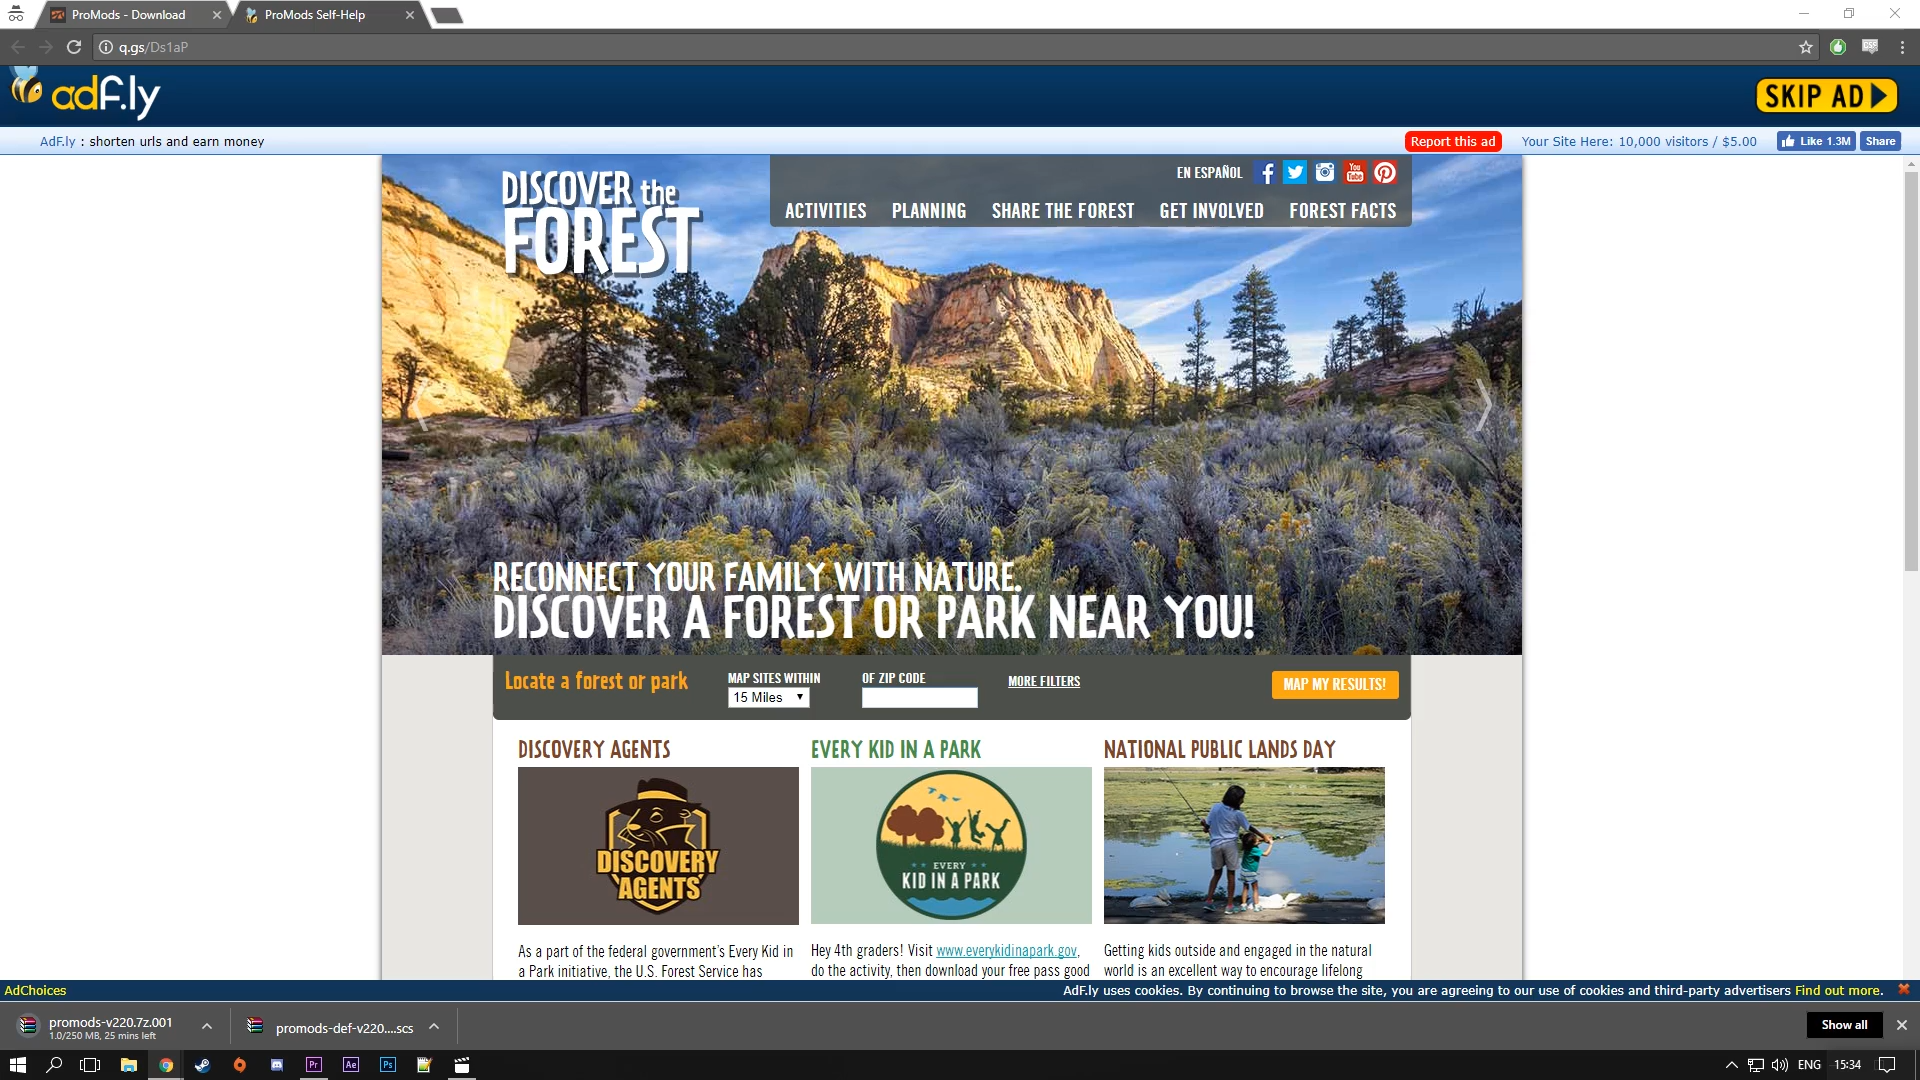 ProMods - Download
ProMods Self-Help
q.gs/Ds1aP
adf.ly
SKIP AD
AdF.ly : shorten urls and earn money
Report this ad
Your Site Here: 10,000 visitors / $5.00
Like 1.3M
Share
DISCOVER the
FOREST
EN ESPAÑOL
You
Tube
ACTIVITIES
PLANNING
SHARE THE FOREST
GET INVOLVED
FOREST FACTS
RECONNECT YOUR FAMILY WITH NATURE.
DISCOVER A FOREST OR PARK NEAR YOU!
Locate a forest or park
MAP SITES WITHIN
15 Miles
OF ZIP CODE
MORE FILTERS
MAP MY RESULTS!
DISCOVERY AGENTS
DISCOVERY
AGENTS
As a part of the federal government's Every Kid in
a Park initiative, the U.S. Forest Service has
EVERY KID IN A PARK
EVERY
KID IN A PARK
Hey 4th graders! Visit www.everykidinapark.gov,
do the activity, then download your free pass good
NATIONAL PUBLIC LANDS DAY
Getting kids outside and engaged in the natural
world is an excellent way to encourage lifelong
AdChoices
AdF.ly uses cookies. By continuing to browse the site, you are agreeing to our use of cookies and third-party advertisers Find out more.
promods-v220.7z.001
1.0/250 MB, 25 mins left
promods-def-v220....scs
Show all
Pr
Ae
Ps
ENG
15:34